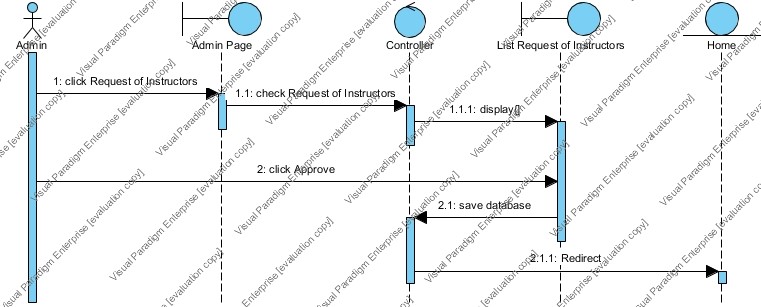 Admin
Admin Page
Controller
List Request of Instructors
Home
1: click Request of Instructors
1.1: check Request of Instructors
1.1.1: display()
2: click Approve
2.1: save database
2.1.1: Redirect
Visual Paradigm Enterprise [evaluation copy]